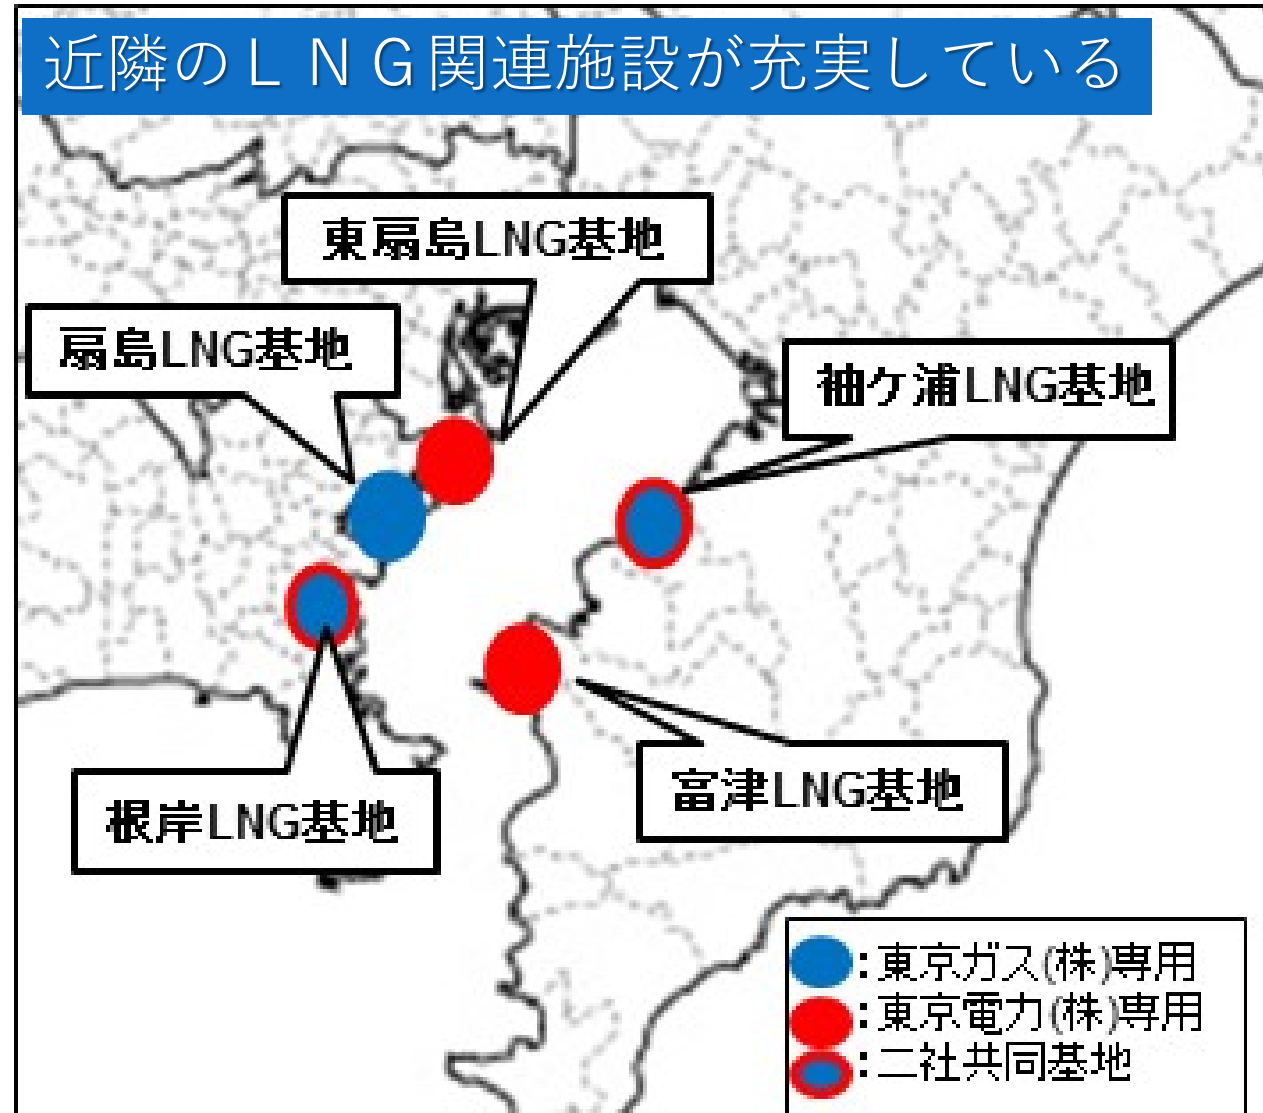 近隣のＬＮＧ関連施設が充実している
東扇島LNG基地
扇島LNG基地
袖ケ浦LNG基地
富津LNG基地
根岸LNG基地
：東京ガス(株)専用
：東京電力(株)専用
：二社共同基地